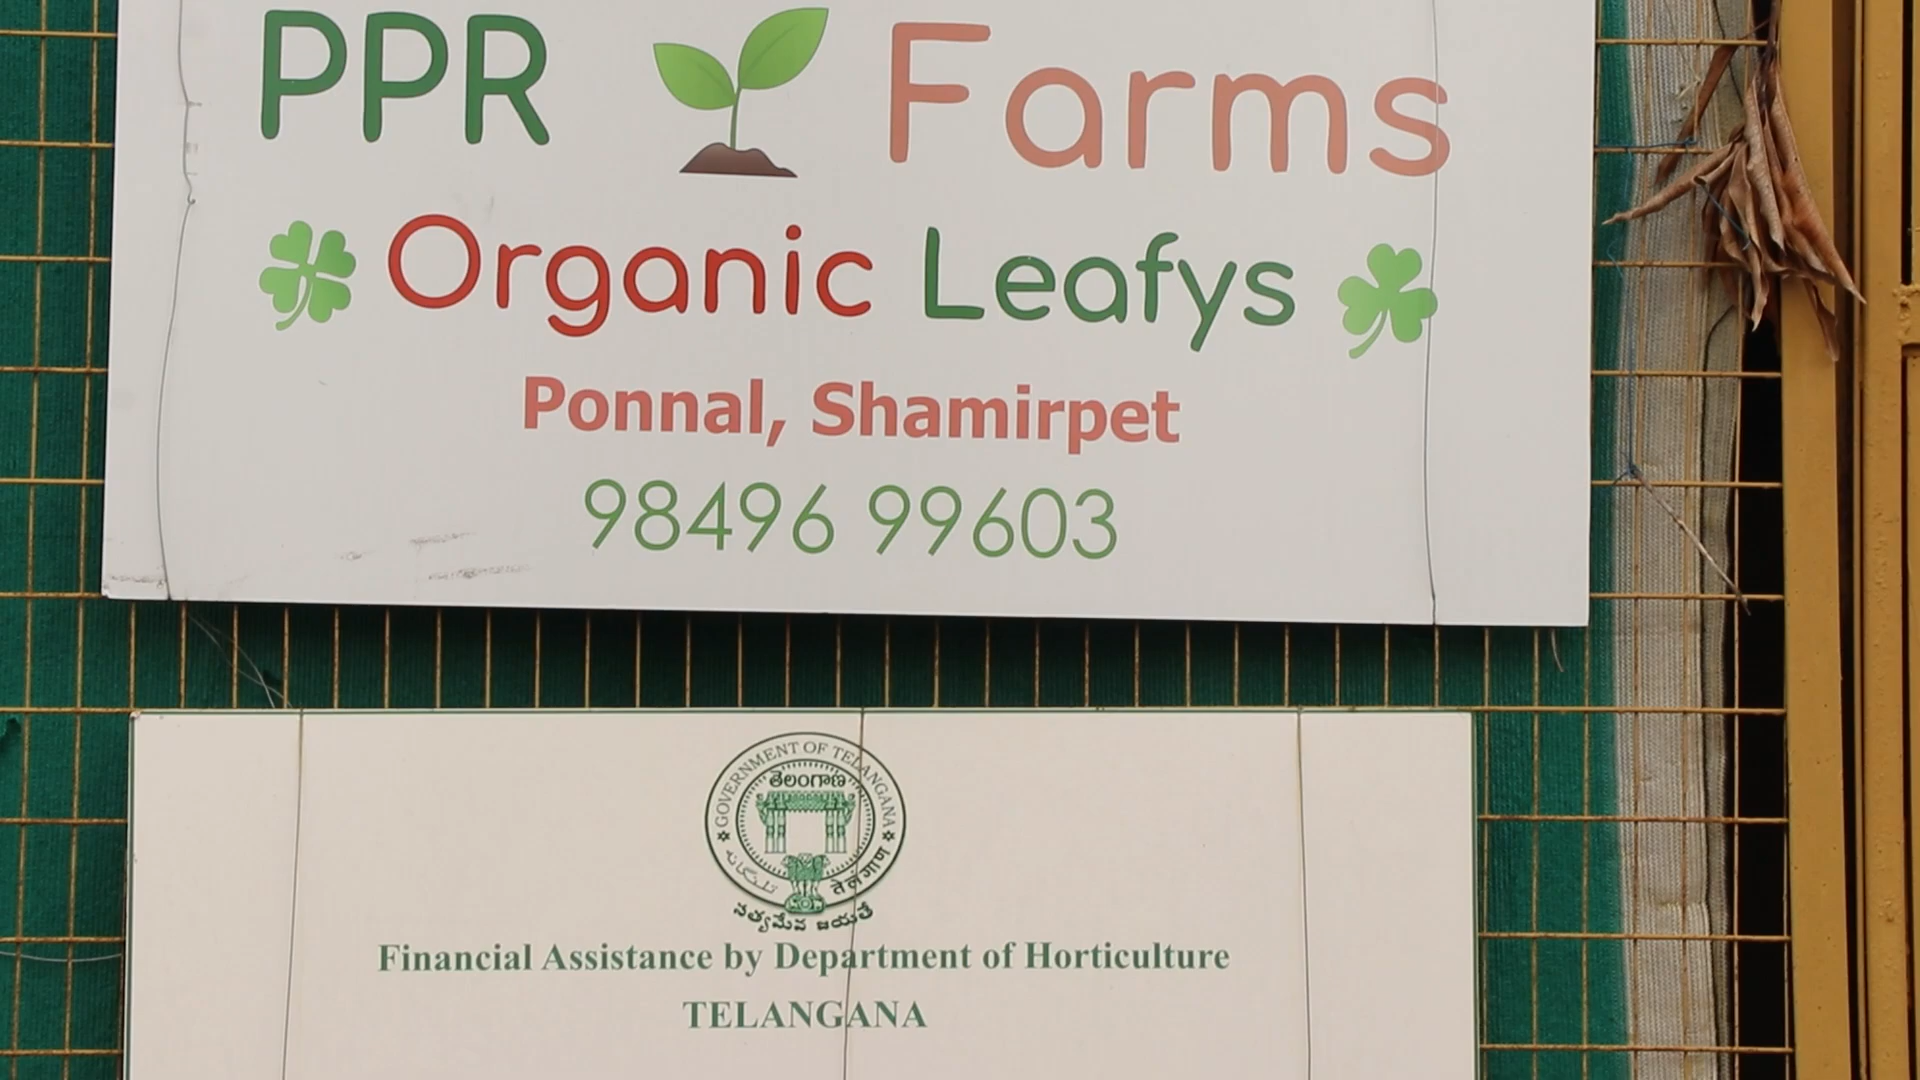 PPR Farms
Organic Leafys
Ponnal, Shamirpet
98496 99603
GOVERNMENT OF TELANGANA
తెలంగాణ
تلنگانہ
तेलंगाण
సత్యమేవ జయతే
Financial Assistance by Department of Horticulture
TELANGANA